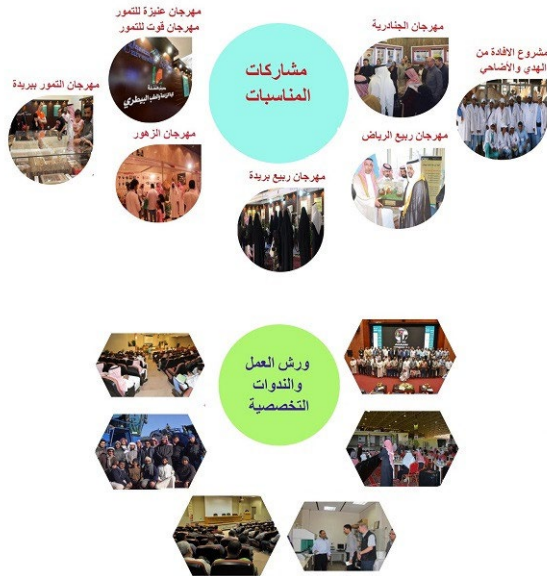 مهرجان عنيزة للتمور
مهرجان قوت للتمور
مهرجان الجنادرية
مشروع الافادة من
الهدي والأضاحي
مشاركات
المناسبات
مهرجان التمور ببريدة
مهرجان الزهور
مهرجان ربيع الرياض
مهرجان ربيع بريدة
ورش العمل
والندوات
التخصصية